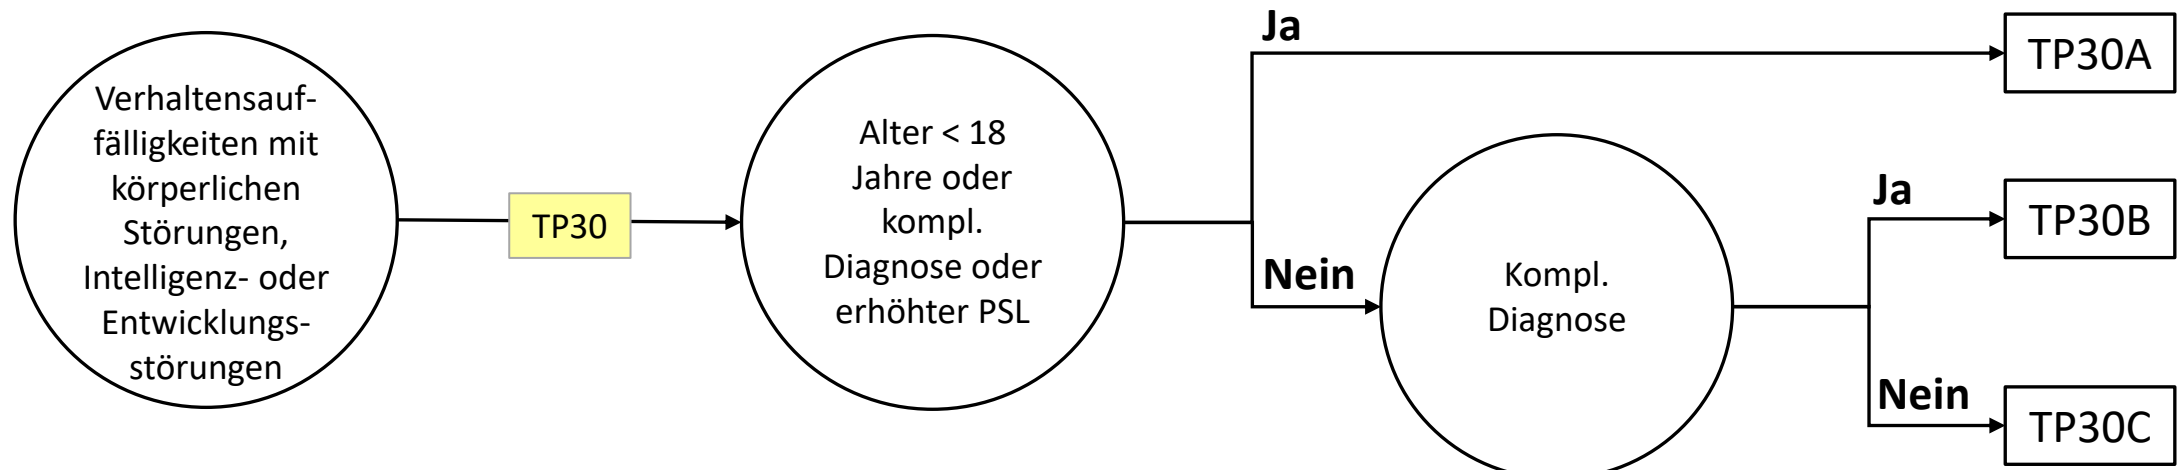 Verhaltensauf-
fälligkeiten mit
körperlichen
Störungen,
Intelligenz- oder
Entwicklungs-
störungen
TP30
Alter < 18
Jahre oder
kompl.
Diagnose oder
erhöhter PSL
Ja
TP30A
Nein
Kompl.
Diagnose
Ja
TP30B
Nein
TP30C